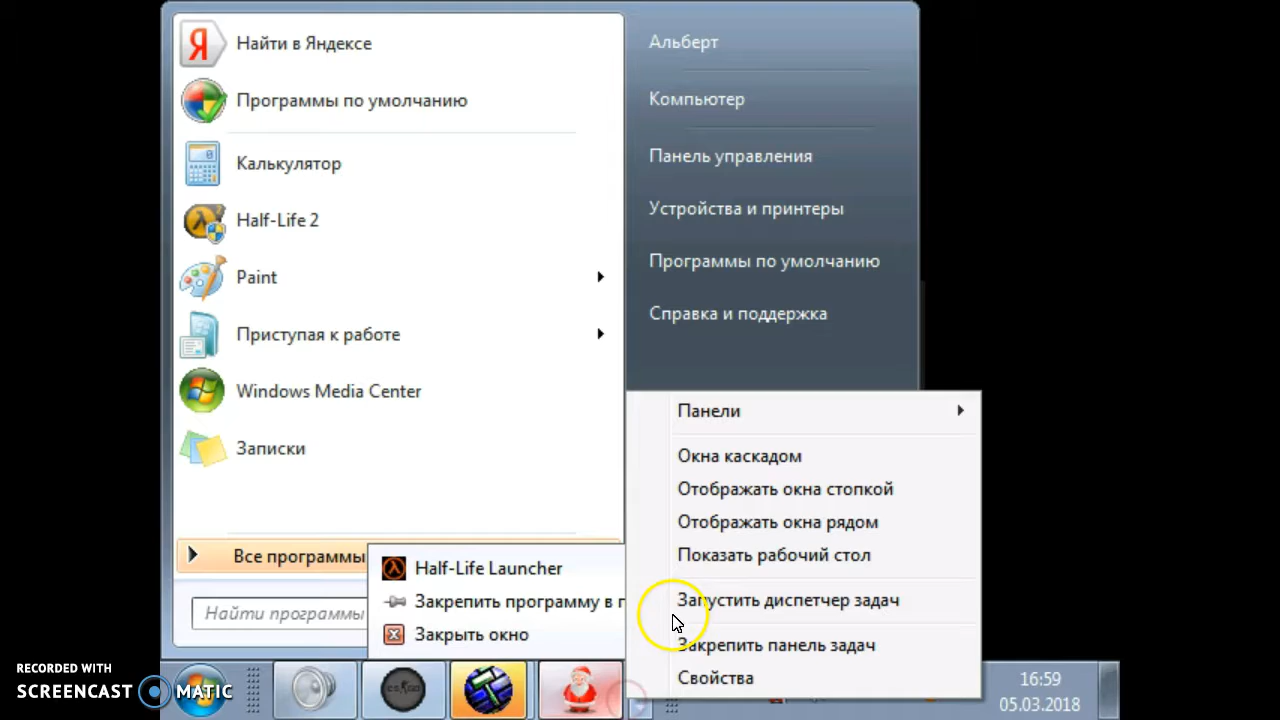 Я
Найти в Яндексе
Программы по умолчанию
Калькулятор
Half-Life 2
Paint
Приступая к работе
Windows Media Center
Записки
Все программы
Найти программы
Альберт
Компьютер
Панель управления
Устройства и принтеры
Программы по умолчанию
Справка и поддержка
Half-Life Launcher
Закрепить программу в п
Закрыть окно
Панели
Окна каскадом
Отображать окна стопкой
Отображать окна рядом
Показать рабочий стол
Запустить диспетчер задач
Закрепить панель задач
Свойства
RECORDED WITH
SCREENCAST MATIC
CS:GO
16:59
05.03.2018